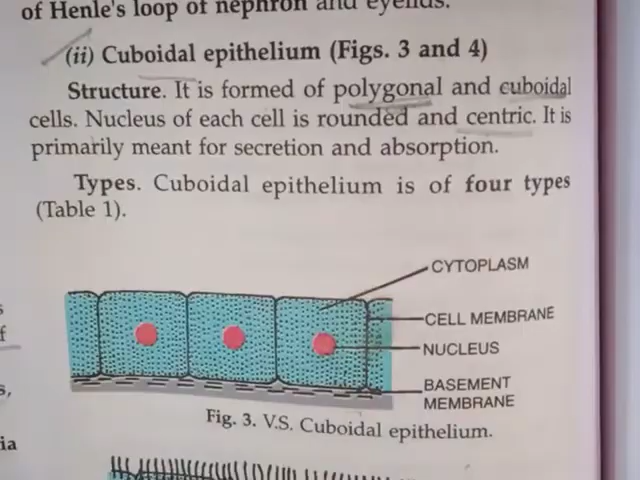 of Henle's loop of nephron and eyelids.
(ii) Cuboidal epithelium (Figs. 3 and 4)
Structure. It is formed of polygonal and cuboidal
cells. Nucleus of each cell is rounded and centric. It is
primarily meant for secretion and absorption.
Types. Cuboidal epithelium is of four types
(Table 1).
CYTOPLASM
CELL MEMBRANE
NUCLEUS
BASEMENT
MEMBRANE
Fig. 3. V.S. Cuboidal epithelium.
s
f
s,
ia